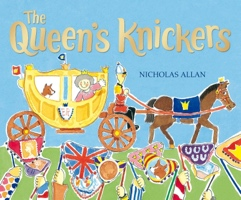 The
Queen's Knickers
NICHOLAS ALLAN